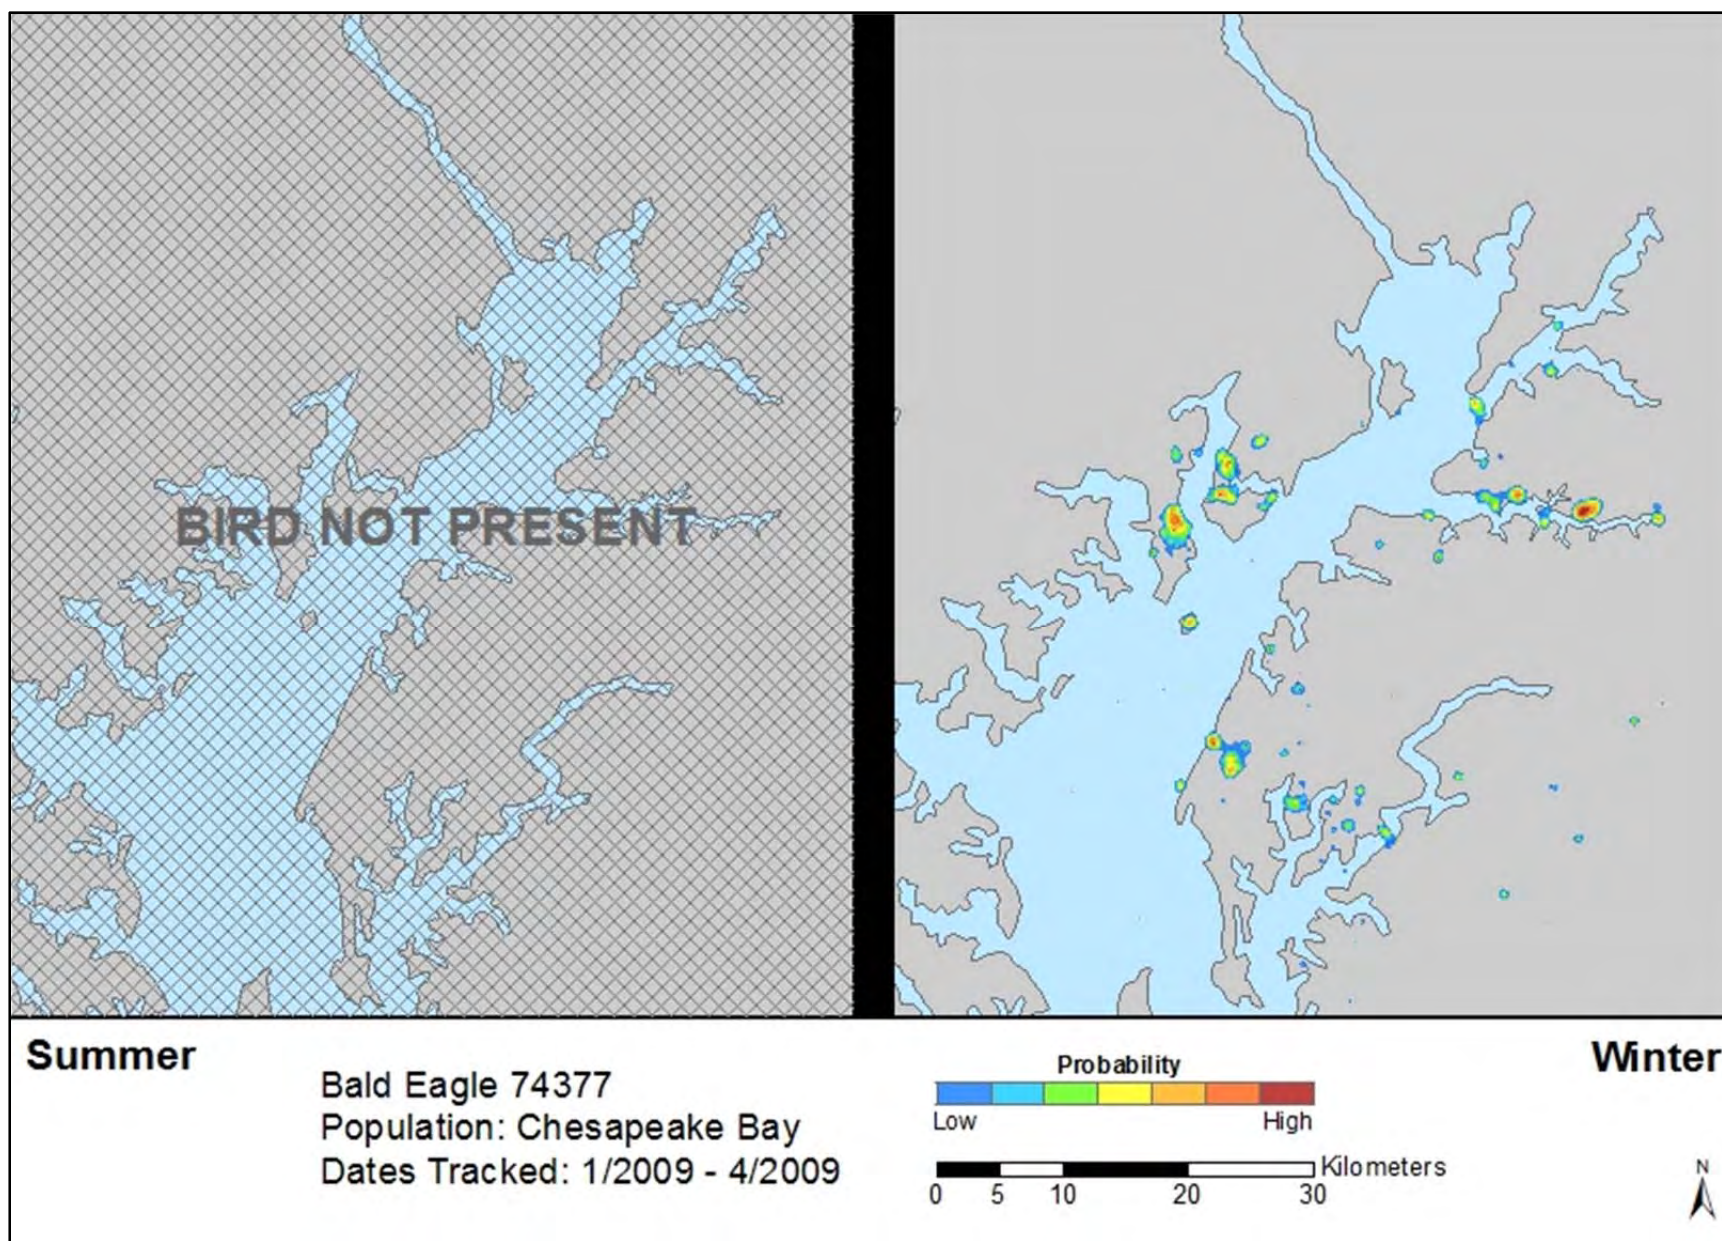 BIRD NOT PRESENT
Summer
Winter
Bald Eagle 74377
Population: Chesapeake Bay
Dates Tracked: 1/2009 - 4/2009
Probability
Low High
Kilometers
0 5 10 20 30
N